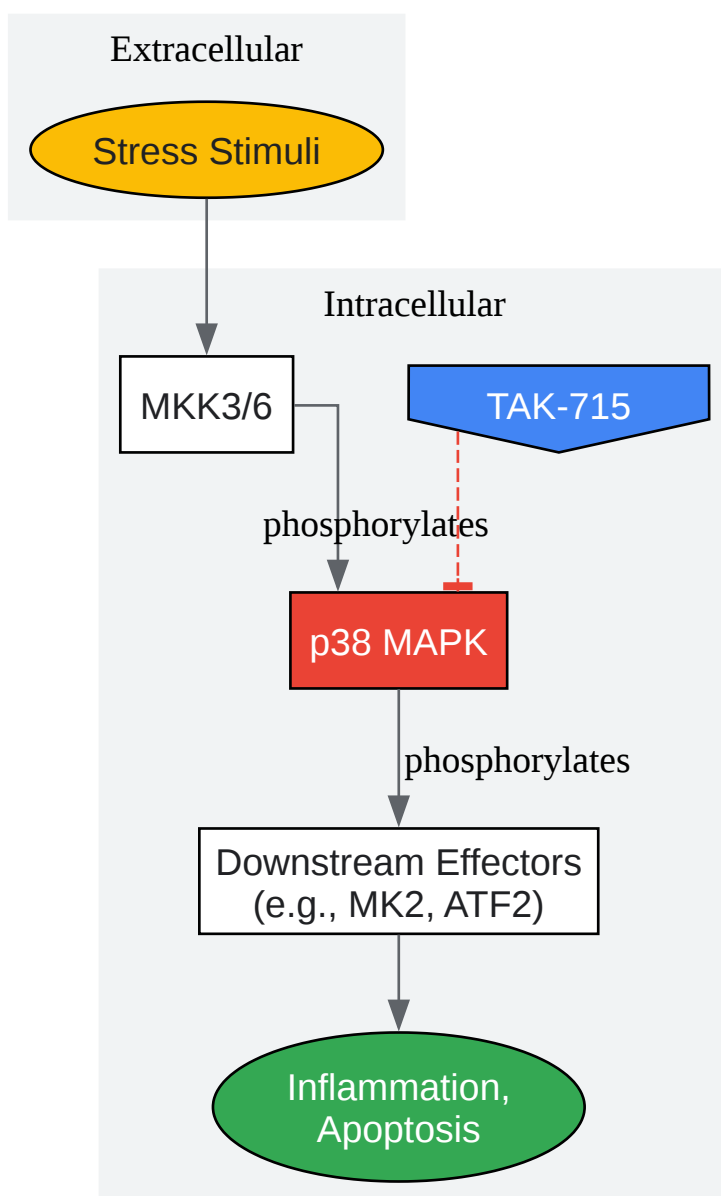 Extracellular
Stress Stimuli
Intracellular
MKK3/6
TAK-715
phosphorylates
p38 MAPK
phosphorylates
Downstream Effectors
(e.g., MK2, ATF2)
Inflammation,
Apoptosis